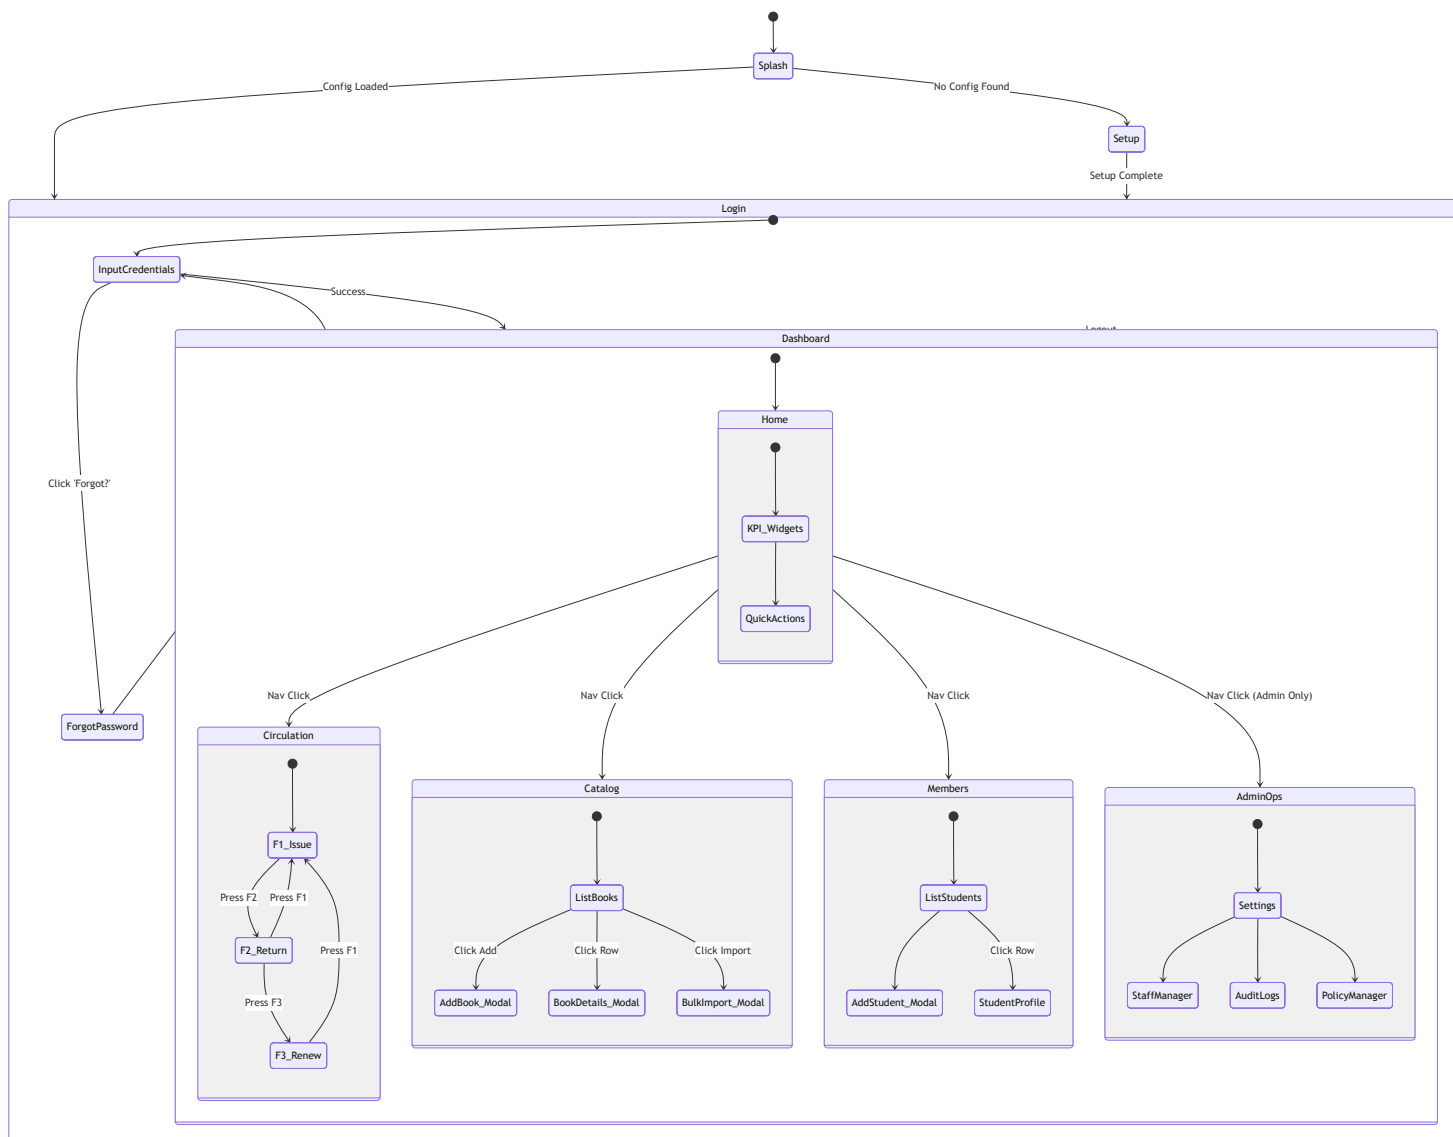 Splash
Config Loaded
No Config Found
Setup
Setup Complete
Login
InputCredentials
Success
Logout
Dashboard
Home
KPI_Widgets
Click 'Forgot?'
QuickActions
Nav Click
Nav Click
Nav Click
Nav Click (Admin Only)
ForgotPassword
Circulation
Catalog
Members
AdminOps
F1_Issue
ListBooks
ListStudents
Settings
Press F2
Press F1
F2_Return
Press F1
Click Add
Click Row
Click Import
Click Row
StaffManager
AuditLogs
PolicyManager
Press F3
AddBook_Modal
BookDetails_Modal
BulkImport_Modal
AddStudent_Modal
StudentProfile
F3_Renew